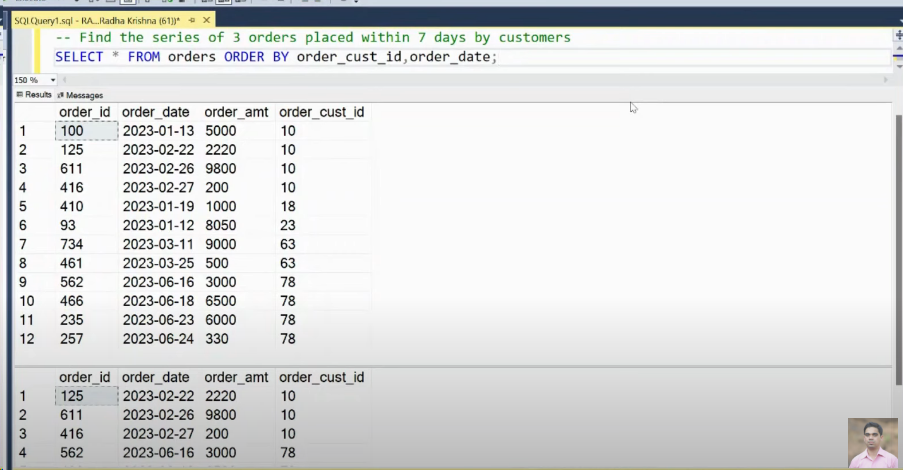 SQLQuery1.sql - RA...Radha Krishna (61))*
-- Find the series of 3 orders placed within 7 days by customers
SELECT * FROM orders ORDER BY order_cust_id,order_date;
150 %
Results Messages
order_id order_date order_amt order_cust_id
1 100 2023-01-13 5000 10
2 125 2023-02-22 2220 10
3 611 2023-02-26 9800 10
4 416 2023-02-27 200 10
5 410 2023-01-19 1000 18
6 93 2023-01-12 8050 23
7 734 2023-03-11 9000 63
8 461 2023-03-25 500 63
9 562 2023-06-16 3000 78
10 466 2023-06-18 6500 78
11 235 2023-06-23 6000 78
12 257 2023-06-24 330 78
order_id order_date order_amt order_cust_id
1 125 2023-02-22 2220 10
2 611 2023-02-26 9800 10
3 416 2023-02-27 200 10
4 562 2023-06-16 3000 78